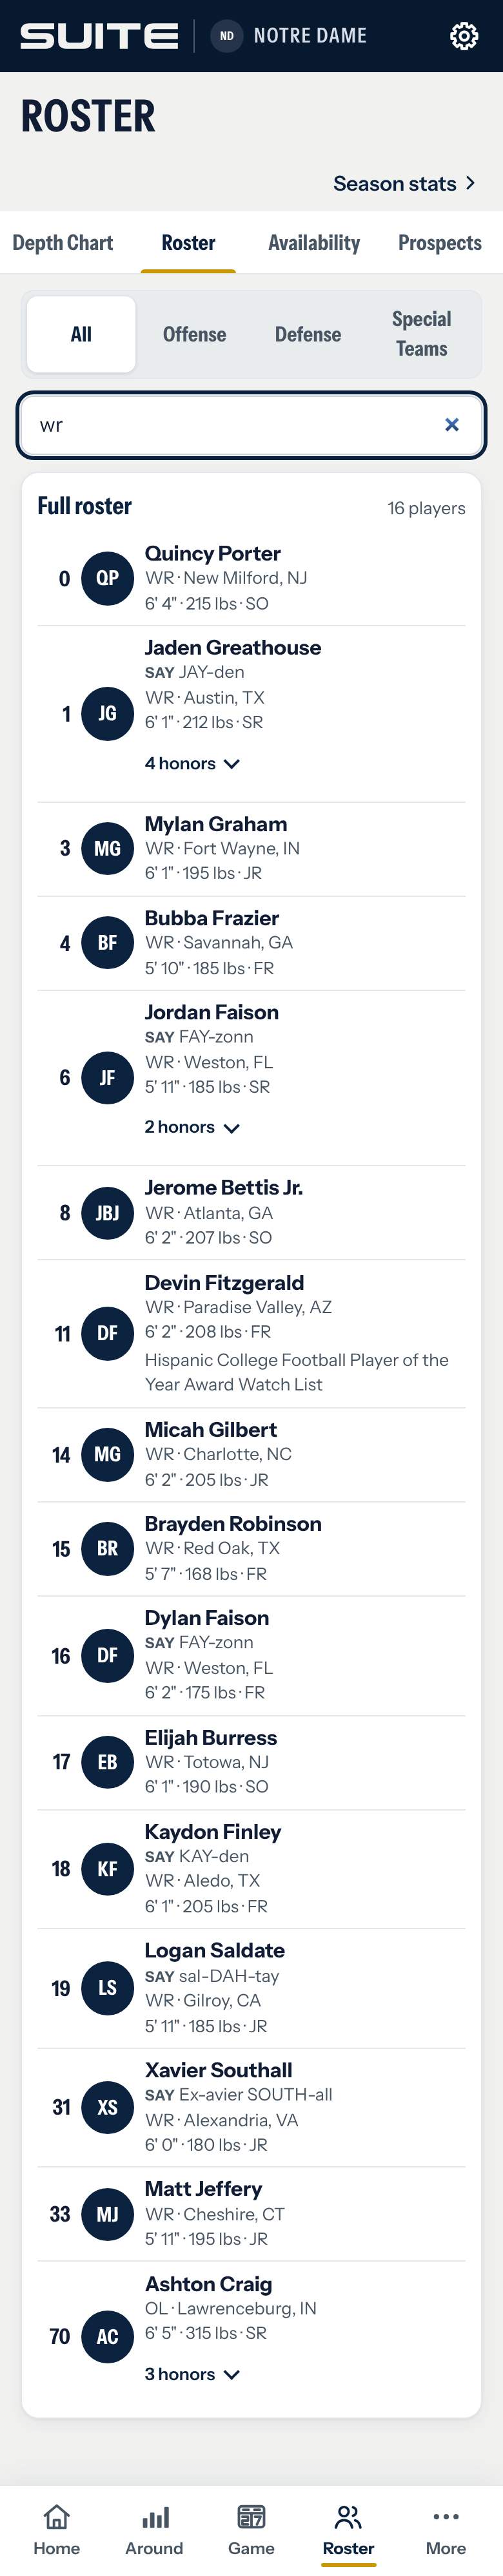 SUITE
ND
NOTRE DAME
ROSTER
Season stats
Depth Chart
Roster
Availability
Prospects
All
Offense
Defense
Special
Teams
wr
Full roster
16 players
0
QP
Quincy Porter
WR · New Milford, NJ
6' 4" · 215 lbs · SO
1
JG
Jaden Greathouse
SAY JAY-den
WR · Austin, TX
6' 1" · 212 lbs · SR
4 honors
3
MG
Mylan Graham
WR · Fort Wayne, IN
6' 1" · 195 lbs · JR
4
BF
Bubba Frazier
WR · Savannah, GA
5' 10" · 185 lbs · FR
6
JF
Jordan Faison
SAY FAY-zonn
WR · Weston, FL
5' 11" · 185 lbs · SR
2 honors
8
JBJ
Jerome Bettis Jr.
WR · Atlanta, GA
6' 2" · 207 lbs · SO
11
DF
Devin Fitzgerald
WR · Paradise Valley, AZ
6' 2" · 208 lbs · FR
Hispanic College Football Player of the
Year Award Watch List
14
MG
Micah Gilbert
WR · Charlotte, NC
6' 2" · 205 lbs · JR
15
BR
Brayden Robinson
WR · Red Oak, TX
5' 7" · 168 lbs · FR
16
DF
Dylan Faison
SAY FAY-zonn
WR · Weston, FL
6' 2" · 175 lbs · FR
17
EB
Elijah Burress
WR · Totowa, NJ
6' 1" · 190 lbs · SO
18
KF
Kaydon Finley
SAY KAY-den
WR · Aledo, TX
6' 1" · 205 lbs · FR
19
LS
Logan Saldate
SAY sal-DAH-tay
WR · Gilroy, CA
5' 11" · 185 lbs · JR
31
XS
Xavier Southall
SAY Ex-avier SOUTH-all
WR · Alexandria, VA
6' 0" · 180 lbs · JR
33
MJ
Matt Jeffery
WR · Cheshire, CT
5' 11" · 195 lbs · JR
70
AC
Ashton Craig
OL · Lawrenceburg, IN
6' 5" · 315 lbs · SR
3 honors
Home
Around
27
Game
Roster
More